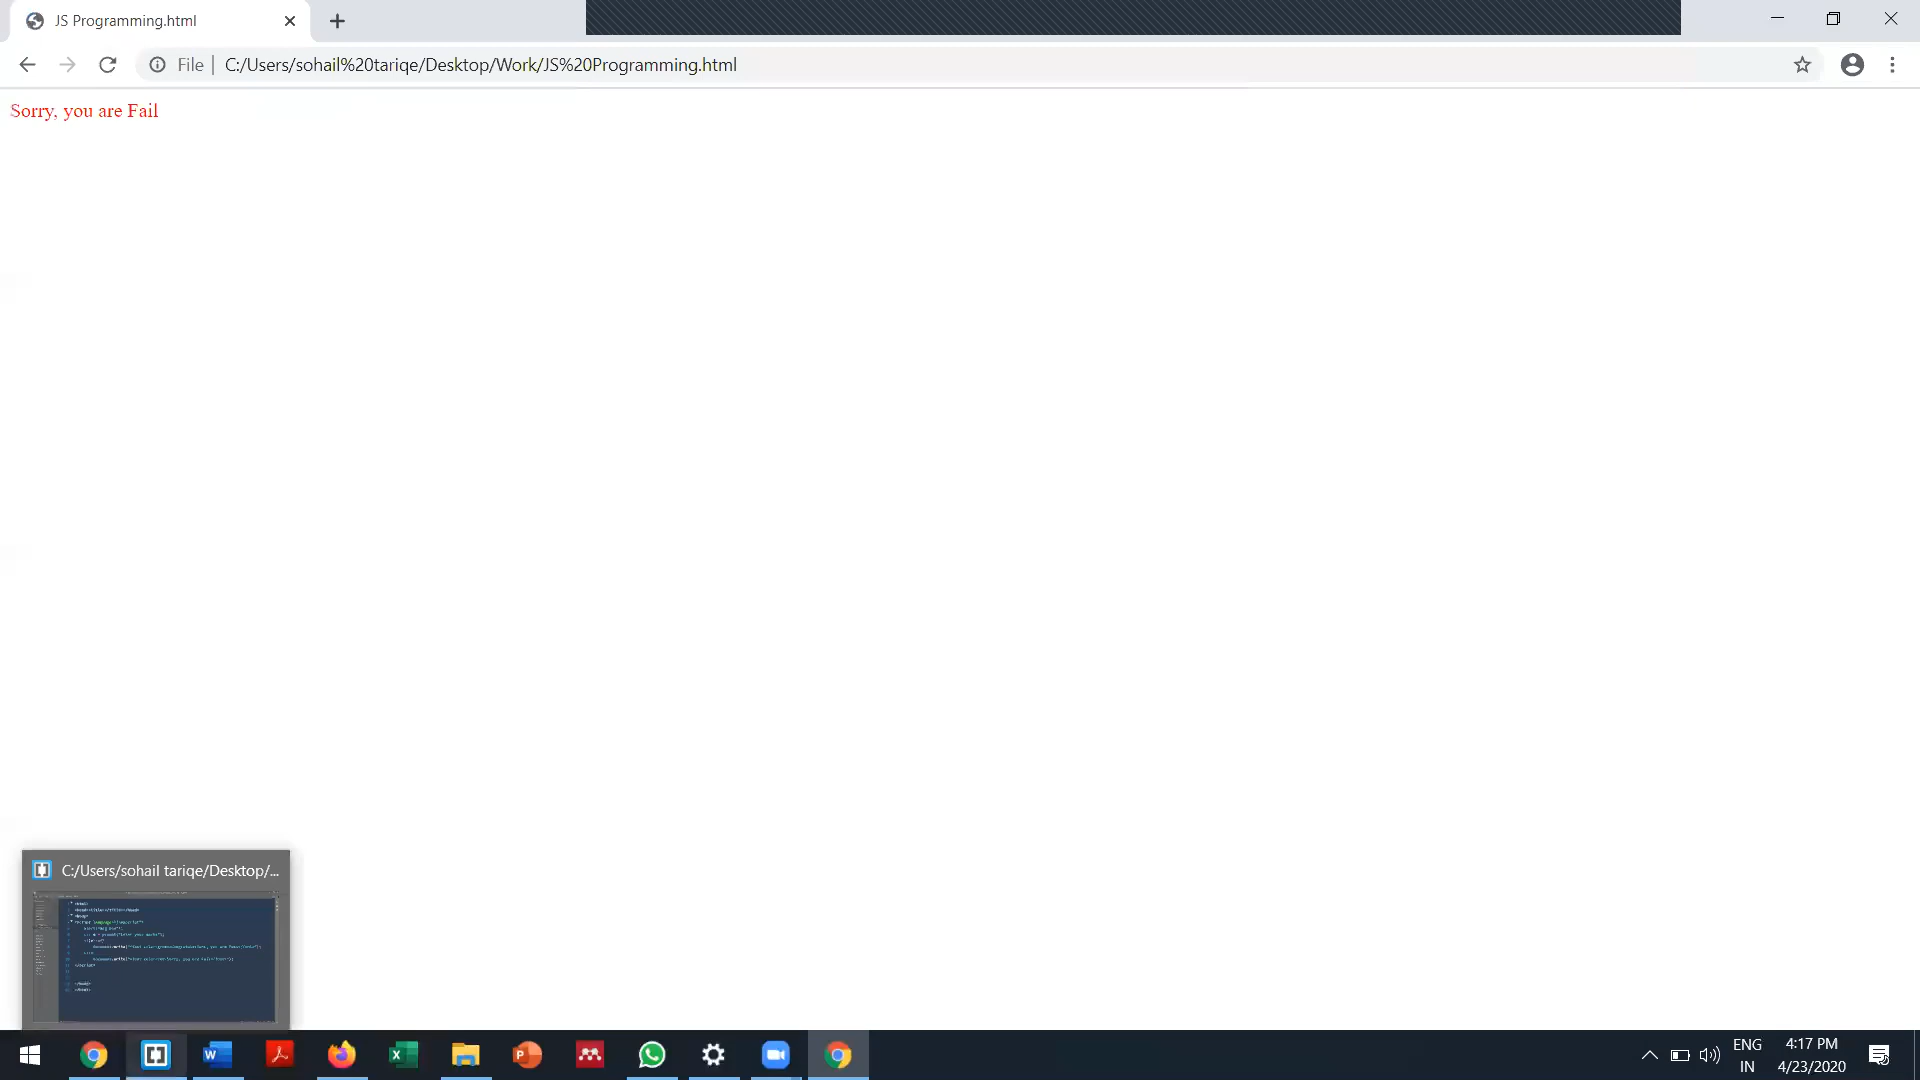 JS Programming.html
File
C:/Users/sohail%20tariqe/Desktop/Work/JS%20Programming.html
Sorry, you are Fail
C:/Users/sohail tariqe/Desktop/...
ENG
IN
4:17 PM
4/23/2020